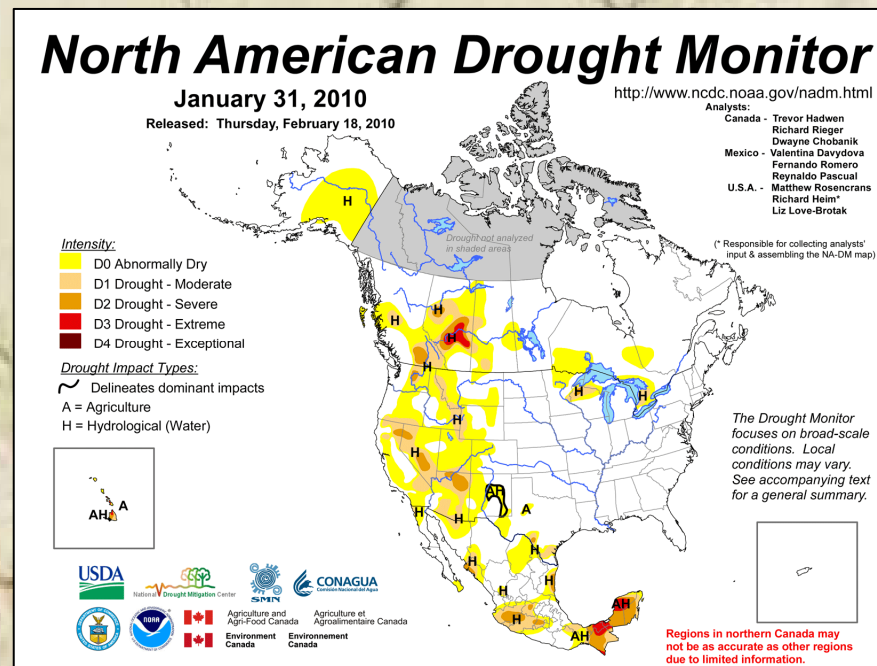 North American Drought Monitor
January 31, 2010
Released: Thursday, February 18, 2010
http://www.ncdc.noaa.gov/nadm.html
Analysts:
Canada - Trevor Hadwen
Richard Rieger
Dwayne Chobanik
Mexico - Valentina Davydova
Fernando Romero
Reynaldo Pascual
U.S.A. - Matthew Rosencrans
Richard Heim*
Liz Love-Brotak
(* Responsible for collecting analysts'
input & assembling the NA-DM map)
H
Drought not analyzed
in shaded areas
Intensity:
D0 Abnormally Dry
D1 Drought - Moderate
D2 Drought - Severe
D3 Drought - Extreme
D4 Drought - Exceptional
Drought Impact Types:
Delineates dominant impacts
A = Agriculture
H = Hydrological (Water)
H
H
H
H
H
H
H
H
AH
A
H
H
H
H
H
H
H
AH
AH
A
AH
The Drought Monitor
focuses on broad-scale
conditions. Local
conditions may vary.
See accompanying text
for a general summary.
USDA
National Drought Mitigation Center
SMN
CONAGUA
Comisión Nacional del Agua
NOAA
Agriculture and
Agri-Food Canada
Agriculture et
Agroalimentaire Canada
Environment
Canada
Environnement
Canada
Regions in northern Canada may
not be as accurate as other regions
due to limited information.